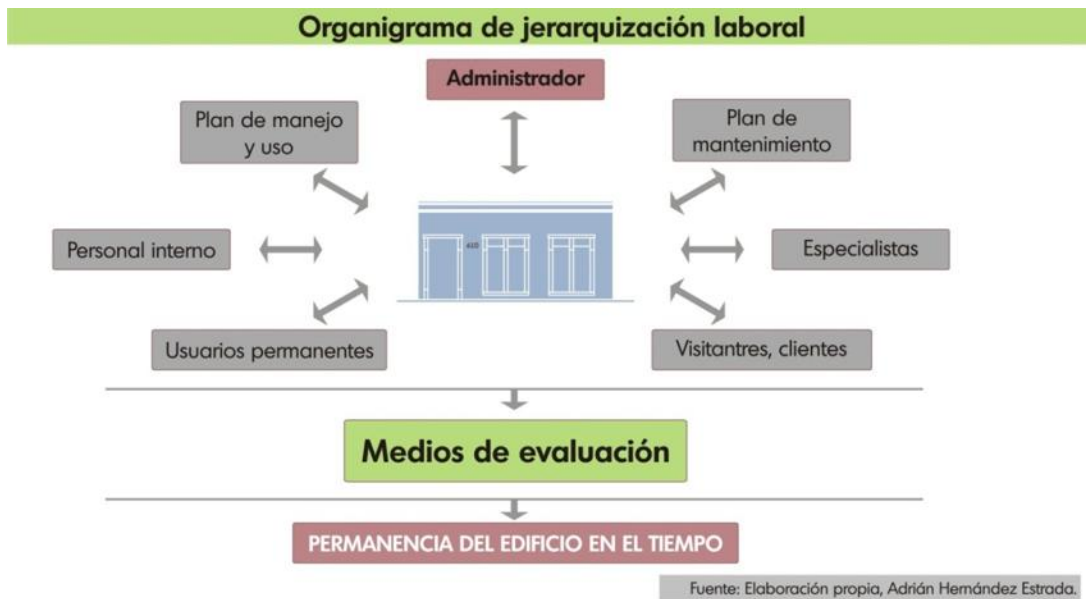 Organigrama de jerarquización laboral
Administrador
Plan de manejo
y uso
Plan de
mantenimiento
Personal interno
610
Especialistas
Usuarios permanentes
Visitantres, clientes
Medios de evaluación
PERMANENCIA DEL EDIFICIO EN EL TIEMPO
Fuente: Elaboración propia, Adrián Hernández Estrada.